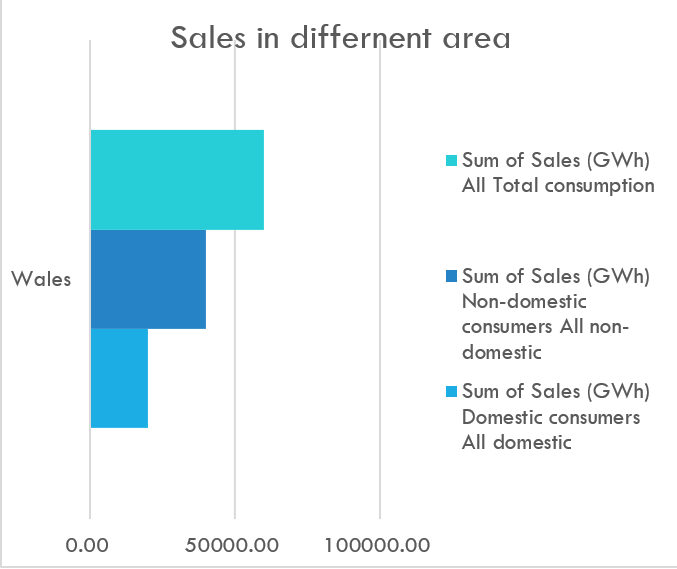 Sales in differnent area
Sum of Sales (GWh)
All Total consumption
Wales
Sum of Sales (GWh)
Non-domestic
consumers All non-
domestic
Sum of Sales (GWh)
Domestic consumers
All domestic
0.00 50000.00 100000.00